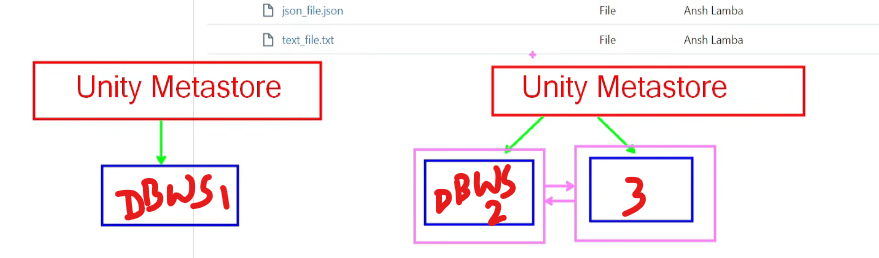 json_file.json File Ansh Lamba
text_file.txt File Ansh Lamba
Unity Metastore Unity Metastore
DBWS1 DBWS 3
2